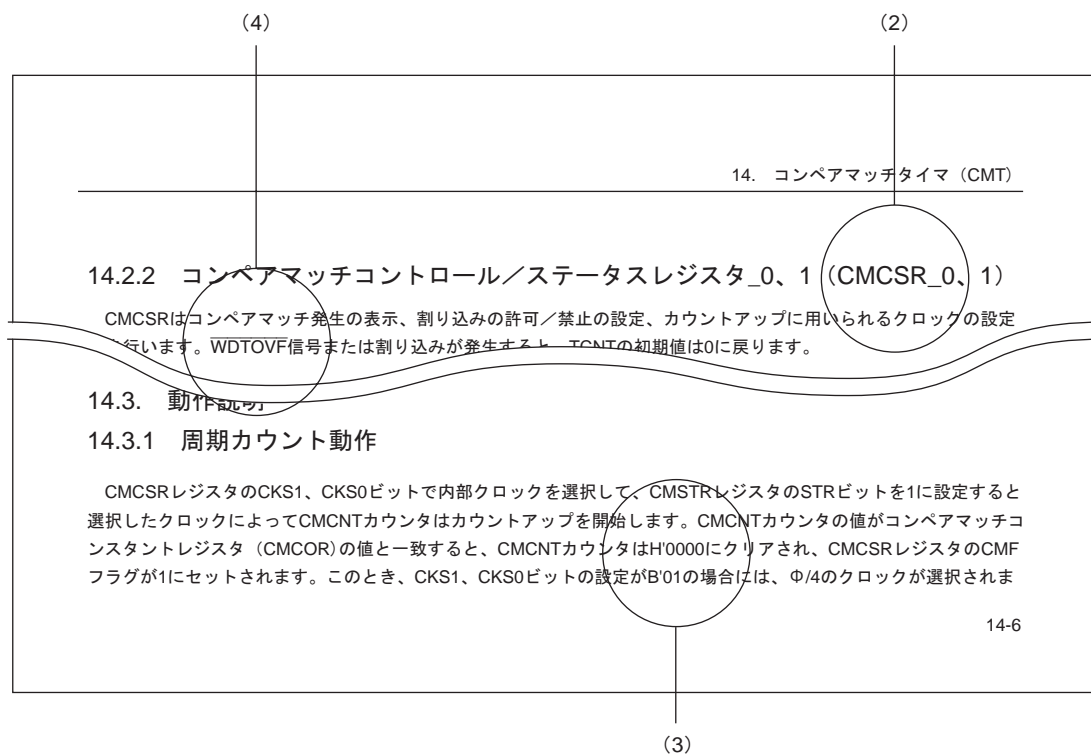 (4) (2)
14. コンペアマッチタイマ (CMT)
14.2.2 コンペアマッチコントロール／ステータスレジスタ_0、1 (CMCSR_0、1)
CMCSRはコンペアマッチ発生の表示、割り込みの許可／禁止の設定、カウントアップに用いられるクロックの設定
行います。WDTOVF信号または割り込みが発生すると、TCNTの初期値は0に戻ります。
14.3. 動作説明
14.3.1 周期カウント動作
CMCSRレジスタのCKS1、CKS0ビットで内部クロックを選択して、CMSTRレジスタのSTRビットを1に設定すると
選択したクロックによってCMCNTカウンタはカウントアップを開始します。CMCNTカウンタの値がコンペアマッチコ
ンスタントレジスタ (CMCOR)の値と一致すると、CMCNTカウンタはH'0000にクリアされ、CMCSRレジスタのCMF
フラグが1にセットされます。このとき、CKS1、CKS0ビットの設定がB'01の場合には、Φ/4のクロックが選択されま
14-6
(3)